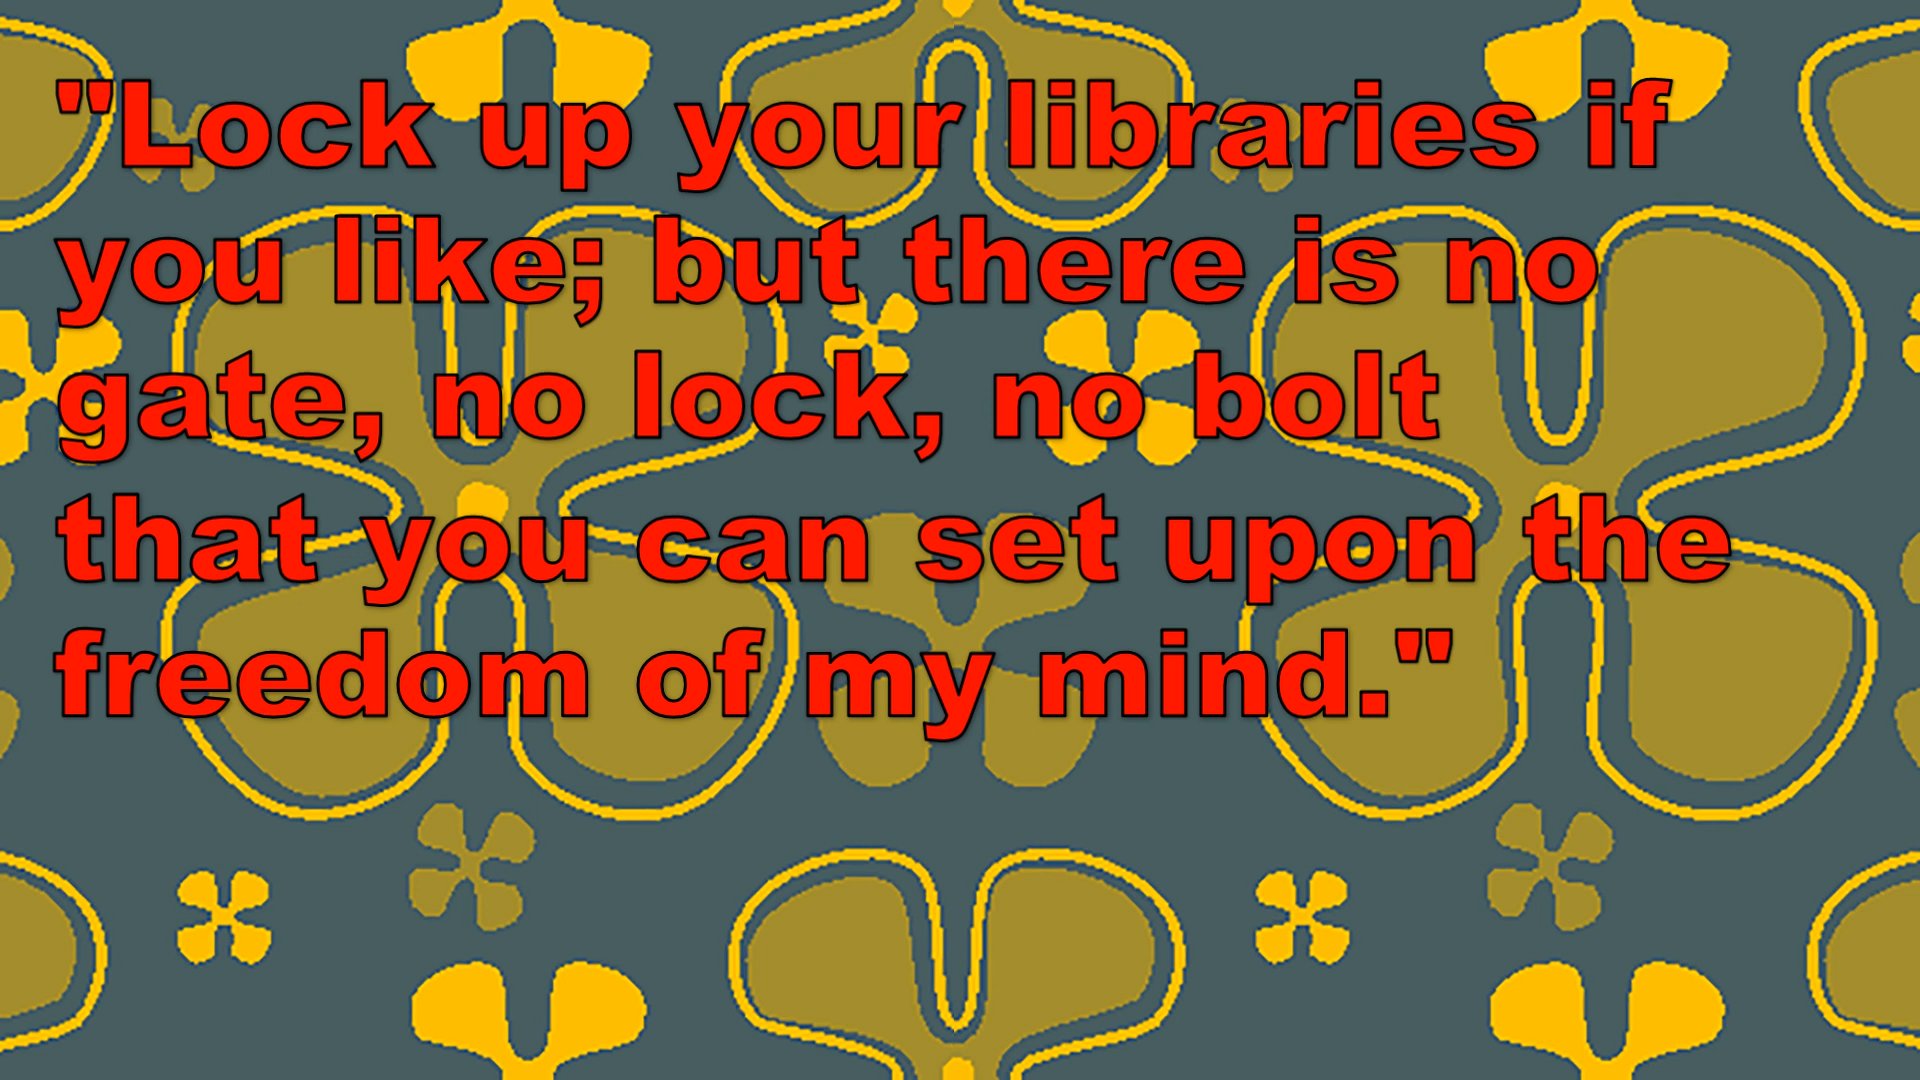 "Lock up your libraries if
you like; but there is no
gate, no lock, no bolt
that you can set upon the
freedom of my mind."